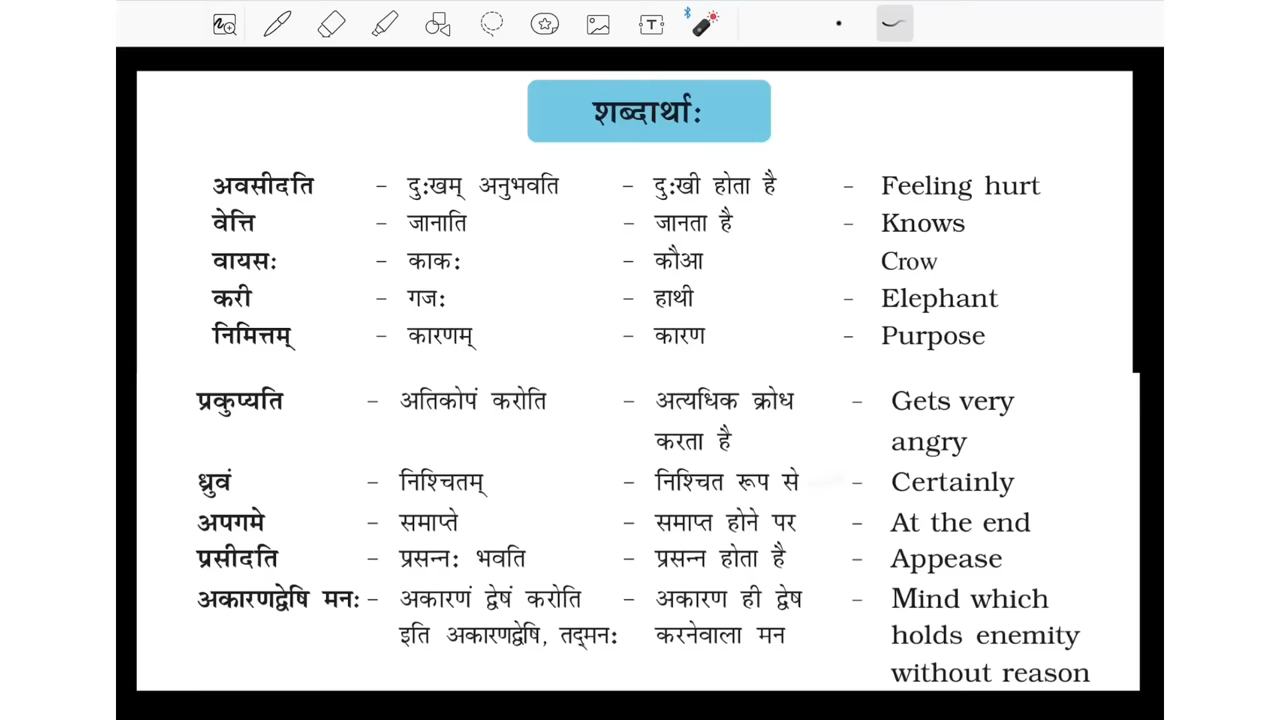 T
शब्दार्थाः
अवसीदति – दुःखम् अनुभवति – दुःखी होता है – Feeling hurt
वेत्ति – जानाति – जानता है – Knows
वायसः – काकः – कौआ Crow
करी – गजः – हाथी – Elephant
निमित्तम् – कारणम् – कारण – Purpose
प्रकुप्यति – अतिकोपं करोति – अत्यधिक क्रोध – Gets very
करता है angry
ध्रुवं – निश्चितम् – निश्चित रूप से – Certainly
अपगमे – समाप्ते – समाप्त होने पर – At the end
प्रसीदति – प्रसन्नः भवति – प्रसन्न होता है – Appease
अकारणद्वेषि मनः – अकारणं द्वेषं करोति – अकारण ही द्वेष – Mind which
इति अकारणद्वेषि, तद्मनः करनेवाला मन holds enemity
without reason